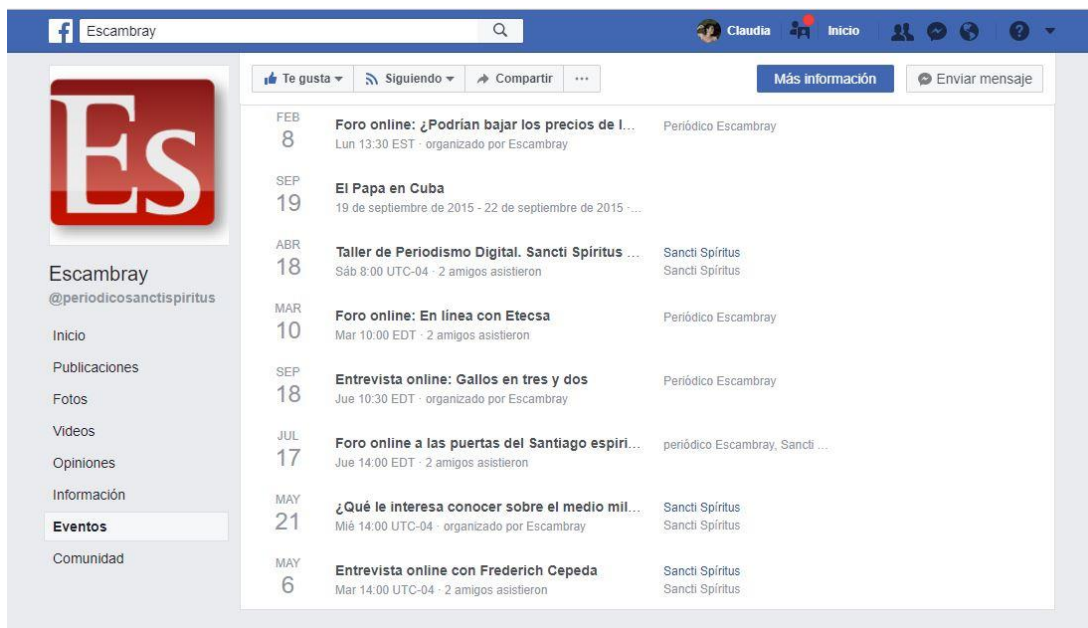 Escambray
Claudia
Inicio
Es
Te gusta
Siguiendo
Compartir
...
Más información
Enviar mensaje
Escambray
@periodicosanctispiritus
Inicio
Publicaciones
Fotos
Videos
Opiniones
Información
Eventos
Comunidad
FEB
8
Foro online: ¿Podrían bajar los precios de l...
Lun 13:30 EST · organizado por Escambray
Periódico Escambray
SEP
19
El Papa en Cuba
19 de septiembre de 2015 - 22 de septiembre de 2015 ·...
ABR
18
Taller de Periodismo Digital. Sancti Spíritus ...
Sáb 8:00 UTC-04 · 2 amigos asistieron
Sancti Spíritus
Sancti Spíritus
MAR
10
Foro online: En línea con Etecsa
Mar 10:00 EDT · 2 amigos asistieron
Periódico Escambray
SEP
18
Entrevista online: Gallos en tres y dos
Jue 10:30 EDT · organizado por Escambray
Periódico Escambray
JUL
17
Foro online a las puertas del Santiago espiri...
Jue 14:00 EDT · 2 amigos asistieron
periódico Escambray, Sancti ...
MAY
21
¿Qué le interesa conocer sobre el medio mil...
Mié 14:00 UTC-04 · organizado por Escambray
Sancti Spíritus
Sancti Spíritus
MAY
6
Entrevista online con Frederich Cepeda
Mar 14:00 UTC-04 · 2 amigos asistieron
Sancti Spíritus
Sancti Spíritus